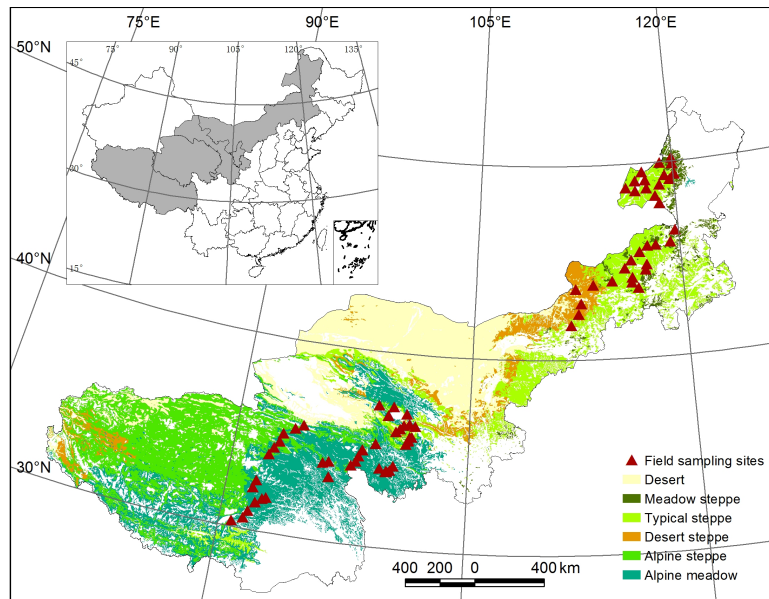 75°E 90°E 105°E 120°E
50°N
75° 90° 105° 120° 135°
45°
30°
15°
40°N
30°N
Field sampling sites
Desert
Meadow steppe
Typical steppe
Desert steppe
Alpine steppe
Alpine meadow
400 200 0 400 km